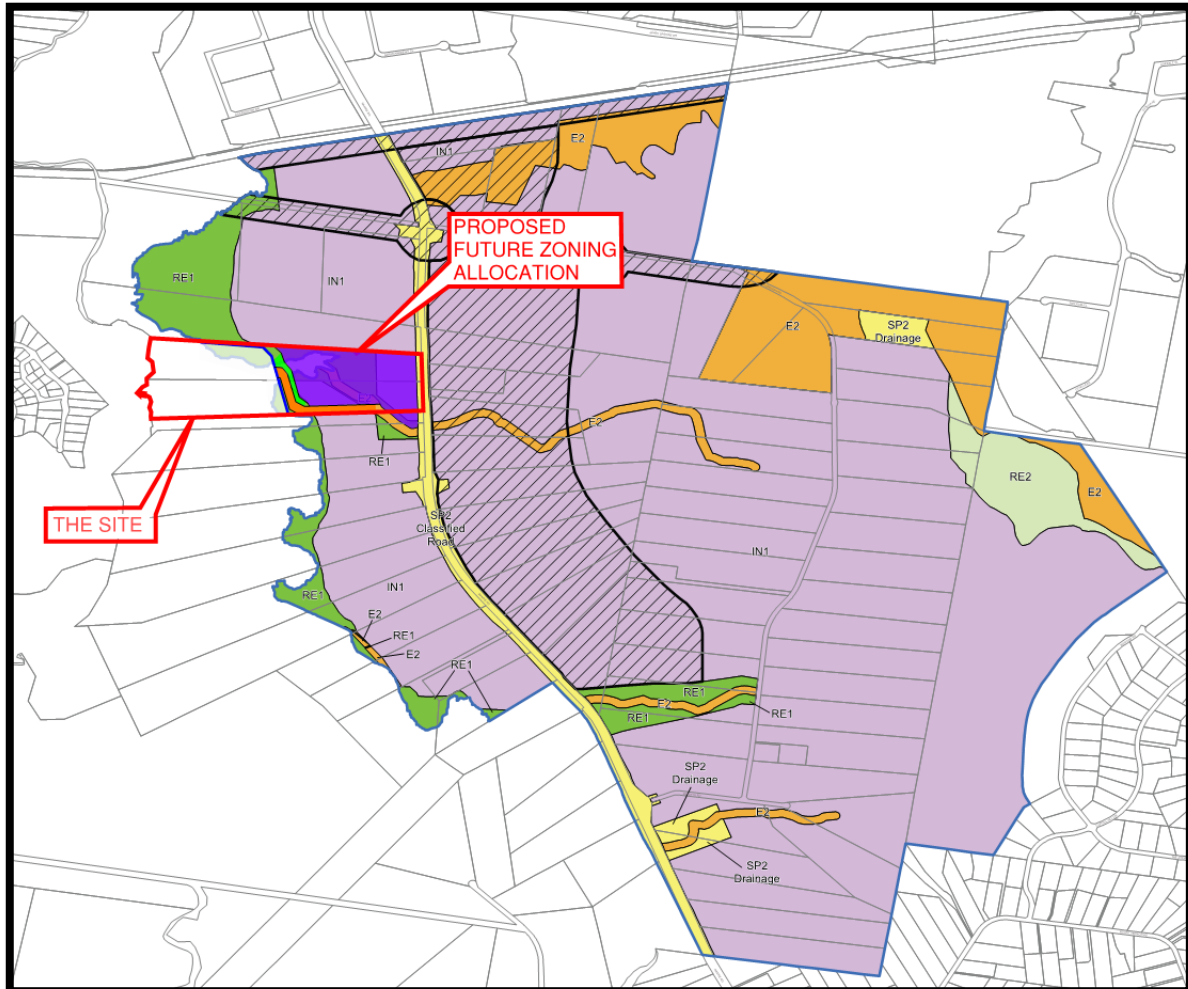 E2
IN1
PROPOSED
FUTURE ZONING
ALLOCATION
RE1
IN1
E2
SP2
Drainage
E2
RE1
RE2
E2
THE SITE
SP2
Classified
Road
IN1
IN1
RE1
E2
RE1
E2
RE1
RE1
E2
RE1
RE1
SP2
Drainage
E2
SP2
Drainage